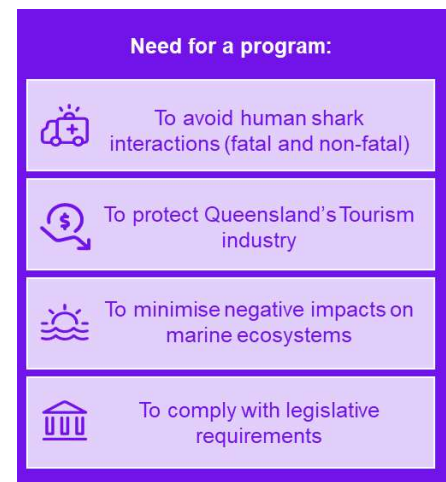 Need for a program:
To avoid human shark
interactions (fatal and non-fatal)
To protect Queensland's Tourism
industry
To minimise negative impacts on
marine ecosystems
To comply with legislative
requirements